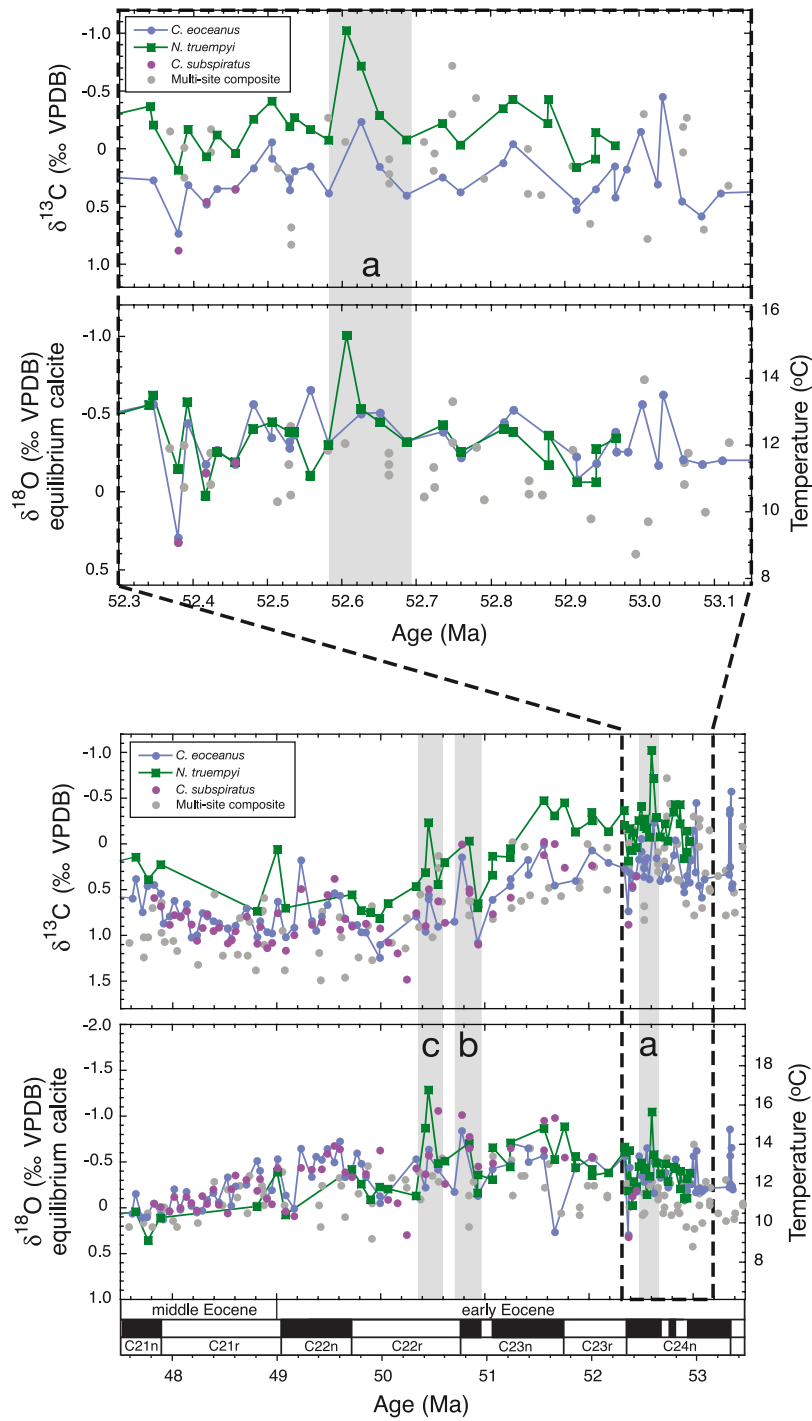 C. eoceanus
N. truempyi
C. subspiratus
Multi-site composite
-1.0
-0.5
0
0.5
1.0
δ13C (‰ VPDB)
a
-1.0
-0.5
0
0.5
δ18O (‰ VPDB)
equilibrium calcite
16
14
12
10
8
Temperature (oC)
52.3 52.4 52.5 52.6 52.7 52.8 52.9 53.0 53.1
Age (Ma)
C. eoceanus
N. truempyi
C. subspiratus
Multi-site composite
-1.0
-0.5
0
0.5
1.0
1.5
δ13C (‰ VPDB)
c b a
-2.0
-1.5
-1.0
-0.5
0
0.5
1.0
δ18O (‰ VPDB)
equilibrium calcite
18
16
14
12
10
8
Temperature (oC)
middle Eocene early Eocene
C21n C21r C22n C22r C23n C23r C24n
48 49 50 51 52 53
Age (Ma)